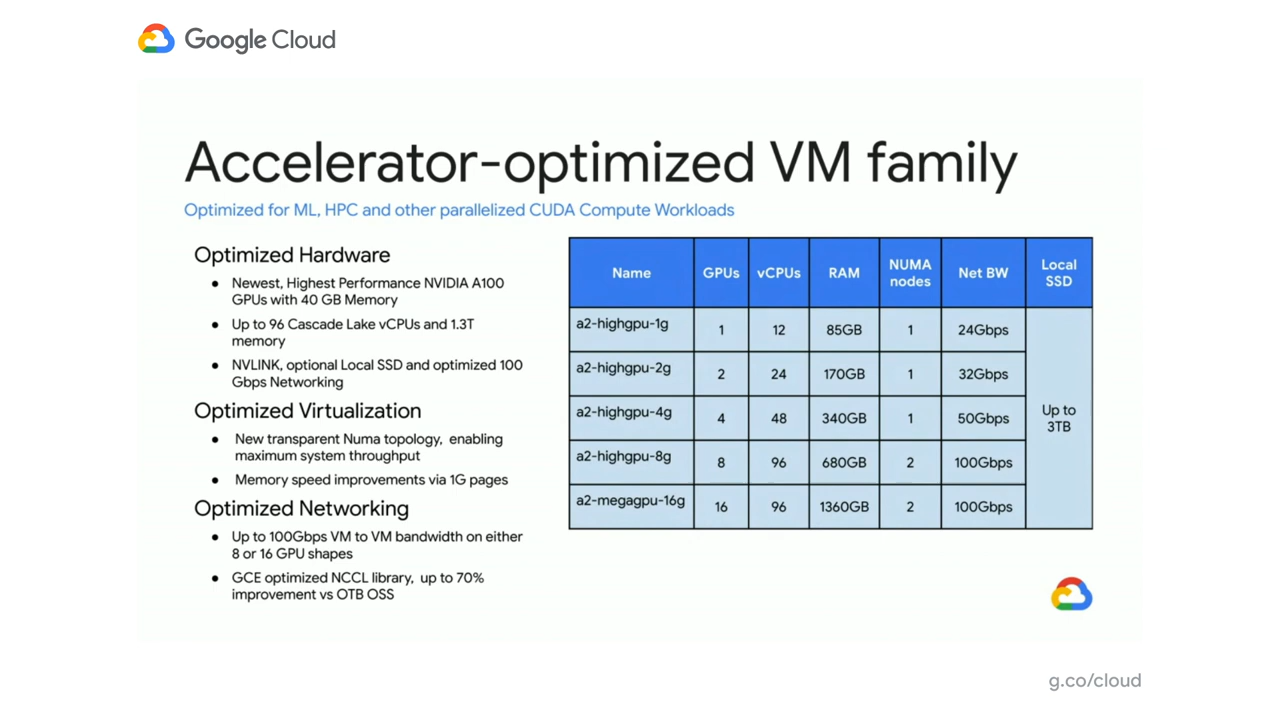 Google Cloud
Accelerator-optimized VM family
Optimized for ML, HPC and other parallelized CUDA Compute Workloads
Optimized Hardware
● Newest, Highest Performance NVIDIA A100
GPUs with 40 GB Memory
● Up to 96 Cascade Lake vCPUs and 1.3T
memory
● NVLINK, optional Local SSD and optimized 100
Gbps Networking
Optimized Virtualization
● New transparent Numa topology, enabling
maximum system throughput
● Memory speed improvements via 1G pages
Optimized Networking
● Up to 100Gbps VM to VM bandwidth on either
8 or 16 GPU shapes
● GCE optimized NCCL library, up to 70%
improvement vs OTB OSS
Name GPUs vCPUs RAM NUMA nodes Net BW Local SSD
a2-highgpu-1g 1 12 85GB 1 24Gbps
a2-highgpu-2g 2 24 170GB 1 32Gbps
a2-highgpu-4g 4 48 340GB 1 50Gbps
Up to 3TB
a2-highgpu-8g 8 96 680GB 2 100Gbps
a2-megagpu-16g 16 96 1360GB 2 100Gbps
g.co/cloud